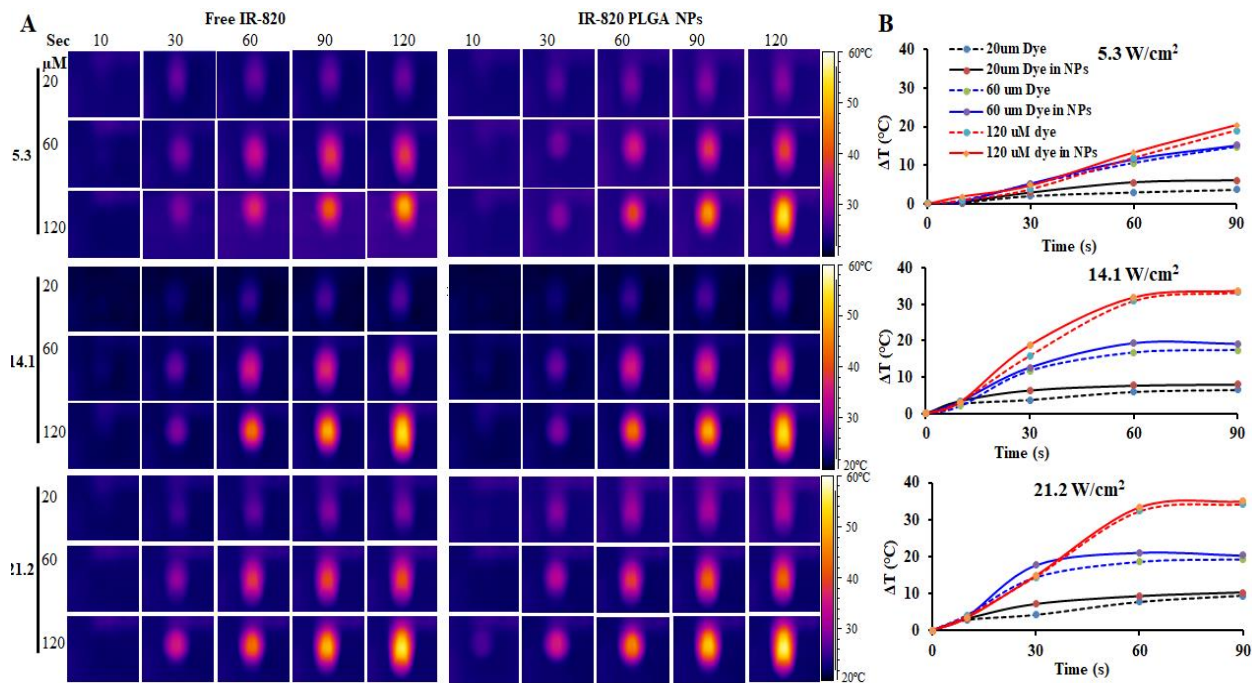 A
Free IR-820
IR-820 PLGA NPs
Sec 10 30 60 90 120 10 30 60 90 120
µM
5.3
20
60
120
60°C
50
40
30
14.1
20
60
120
60°C
50
40
30
20°C
21.2
20
60
120
60°C
50
40
30
20°C
B
5.3 W/cm²
20um Dye
20um Dye in NPs
60 um Dye
60 um Dye in NPs
120 uM dye
120 uM dye in NPs
ΔT (°C)
40
30
20
10
0
0 30 60 90
Time (s)
14.1 W/cm²
ΔT (°C)
40
30
20
10
0
0 30 60 90
Time (s)
21.2 W/cm²
ΔT (°C)
40
30
20
10
0
0 30 60 90
Time (s)